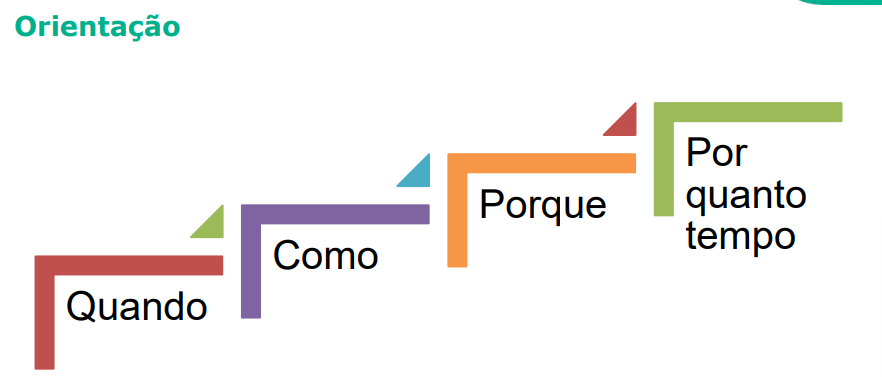 Orientação
Quando
Como
Porque
Por
quanto
tempo